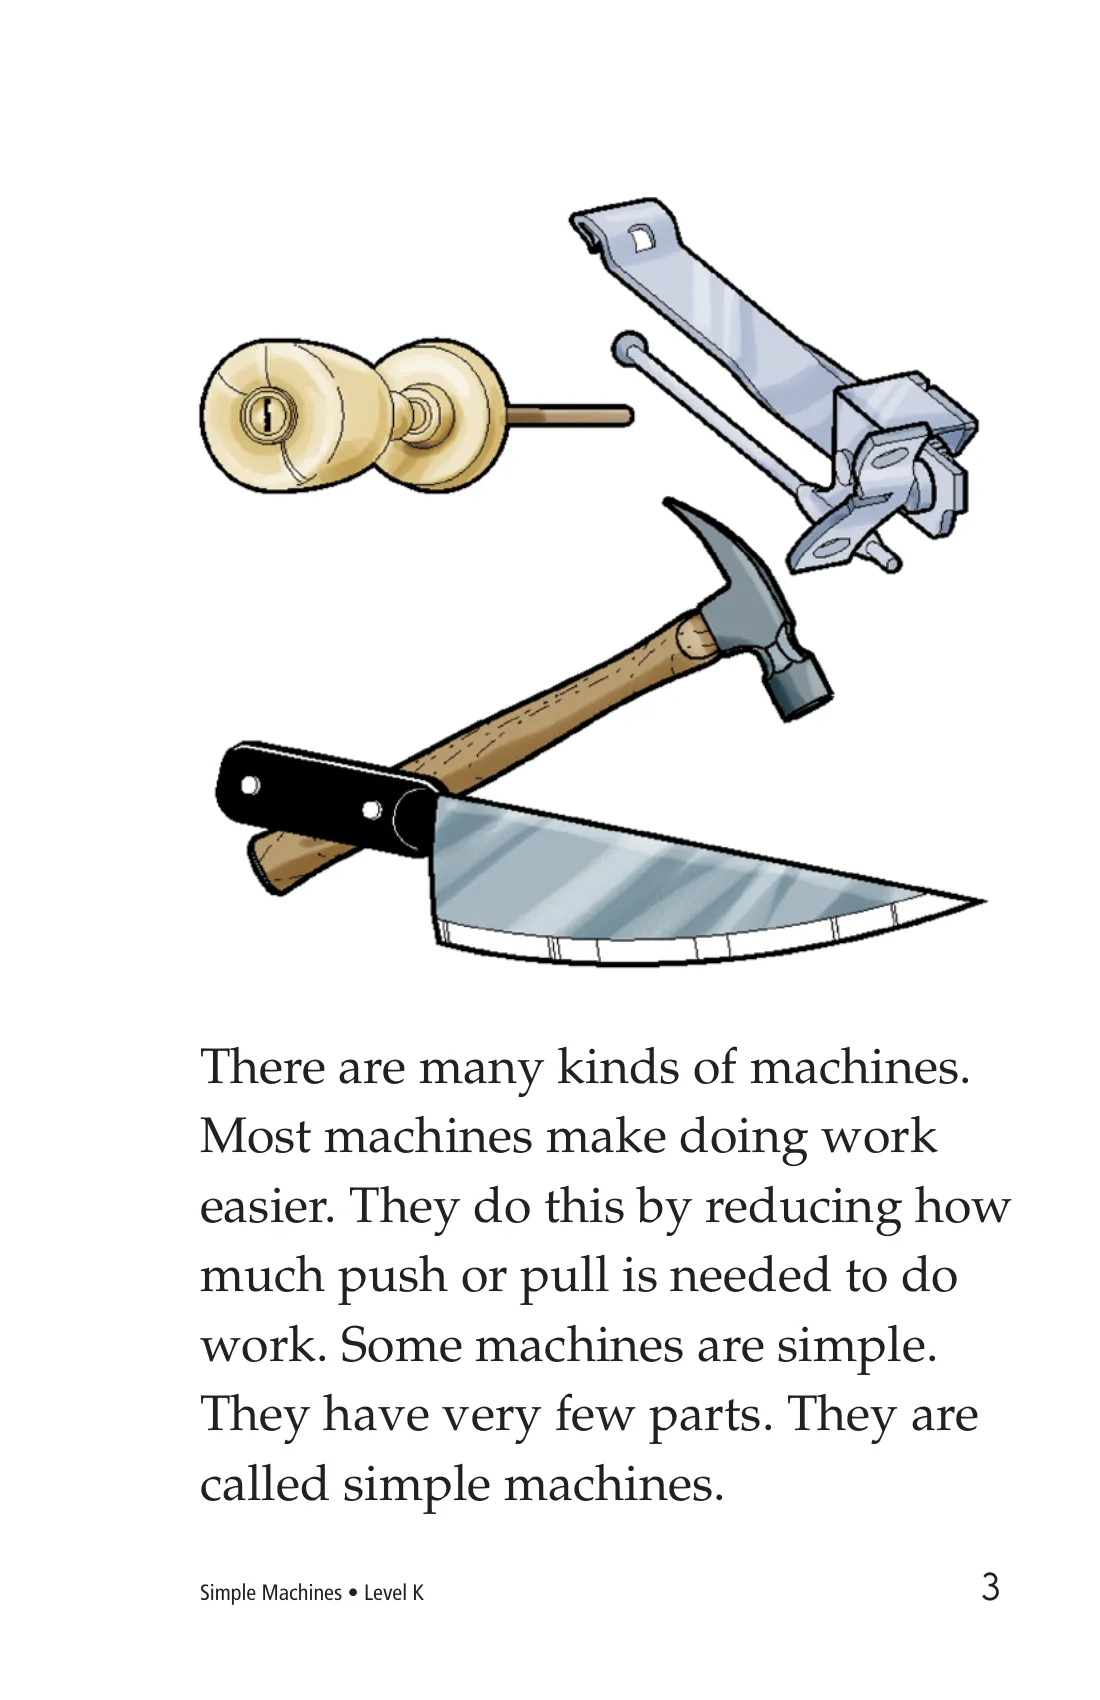 There are many kinds of machines.
Most machines make doing work
easier. They do this by reducing how
much push or pull is needed to do
work. Some machines are simple.
They have very few parts. They are
called simple machines.
Simple Machines • Level K
3